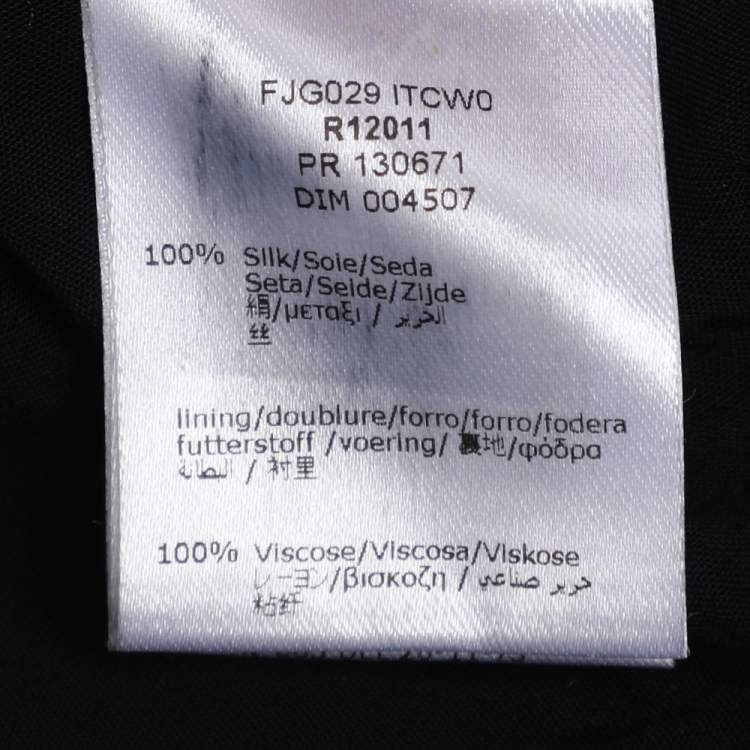 FJG029 ITCW0
R12011
PR 130671
DIM 004507
100% Silk/Soie/Seda
Seta/Seide/Zijde
絹/μεταξι / الحرير
丝
lining/doublure/forro/forro/fodera
futterstoff /voering/ 裏地/φόδρα
البطانة / 衬里
100% Viscose/Viscosa/Viskose
レーヨン/βισκοζη / حرير صناعي
粘纤